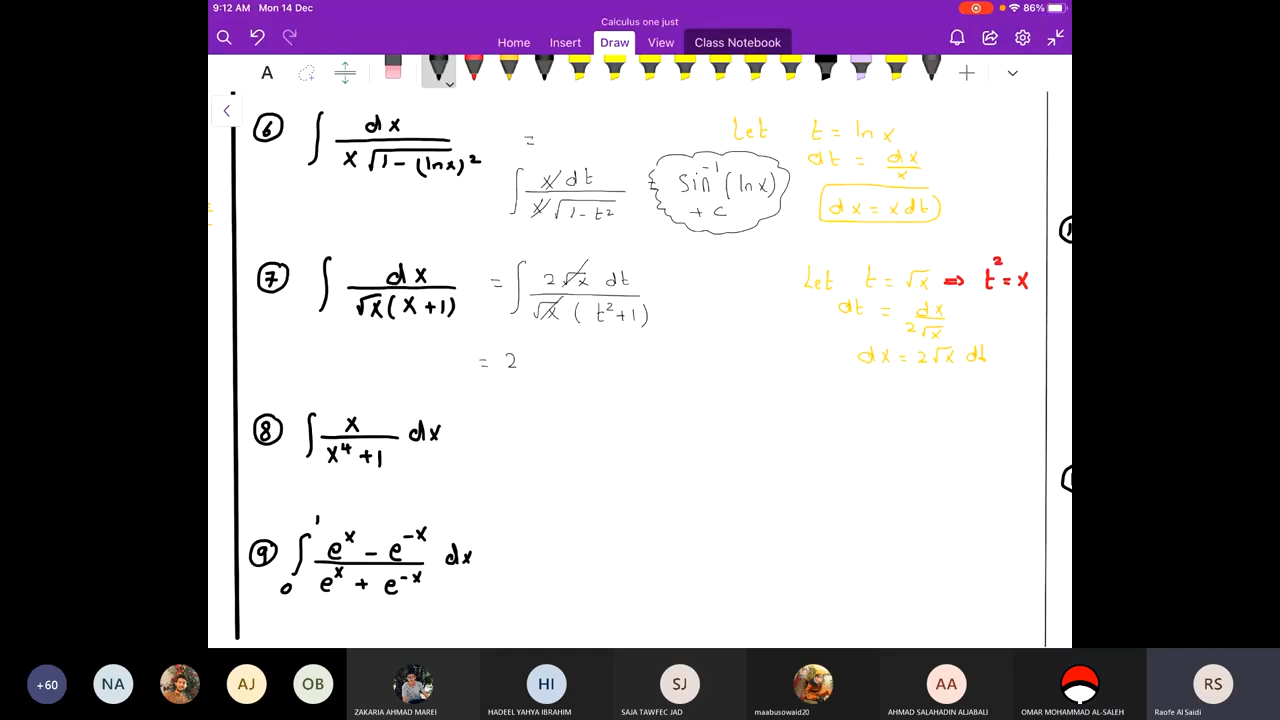 9:12 AM Mon 14 Dec 86%
Calculus one just
Home Insert Draw View Class Notebook
A
⑥ ∫ dx / (x √(1 - (ln x)²)) =
∫ x dt / (x √(1 - t²))
Sin⁻¹ (ln x) + c
Let t = ln x
dt = dx / x
dx = x dt
⑦ ∫ dx / (√x (x + 1)) = ∫ 2√x dt / (√x (t² + 1))
= 2
Let t = √x ⇒ t² = x
dt = dx / 2√x
dx = 2√x dt
⑧ ∫ x / (x⁴ + 1) dx
⑨ ∫₀¹ (eˣ - e⁻ˣ) / (eˣ + e⁻ˣ) dx
+60 NA AJ OB HI SJ AA RS
ZAKARIA AHMAD MAREI HADEEL YAHYA IBRAHIM SAJA TAWFEC JAD maabusowaid20 AHMAD SALAHADIN ALJABALI OMAR MOHAMMAD AL-SALEH Raofe Al Saidi